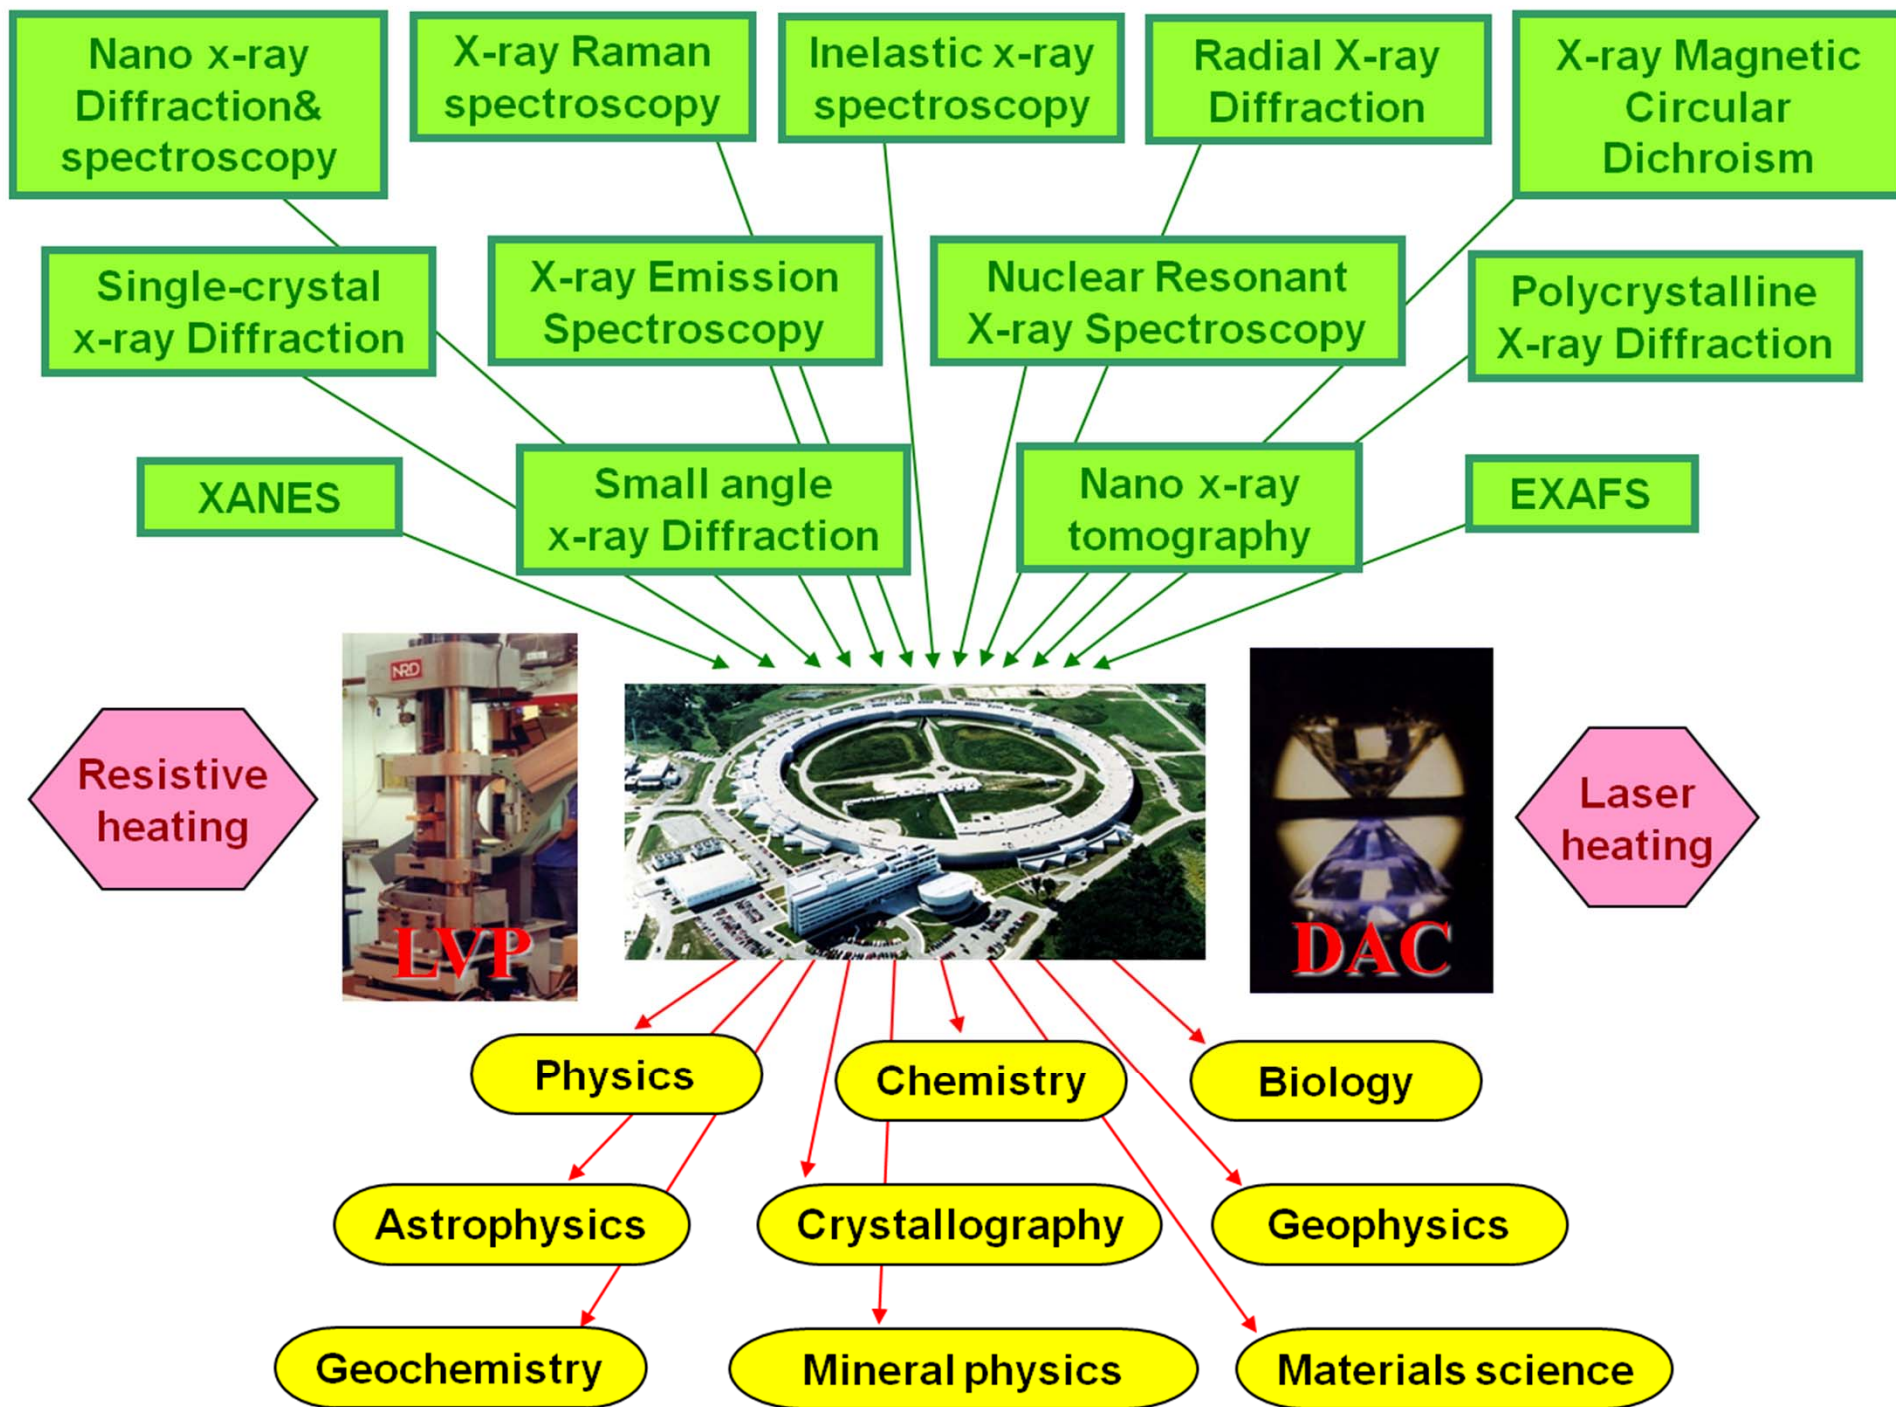 Nano x-ray
Diffraction&
spectroscopy
X-ray Raman
spectroscopy
Inelastic x-ray
spectroscopy
Radial X-ray
Diffraction
X-ray Magnetic
Circular
Dichroism
Single-crystal
x-ray Diffraction
X-ray Emission
Spectroscopy
Nuclear Resonant
X-ray Spectroscopy
Polycrystalline
X-ray Diffraction
XANES
Small angle
x-ray Diffraction
Nano x-ray
tomography
EXAFS
Resistive
heating
NRD
LVP
DAC
Laser
heating
Physics
Chemistry
Biology
Astrophysics
Crystallography
Geophysics
Geochemistry
Mineral physics
Materials science